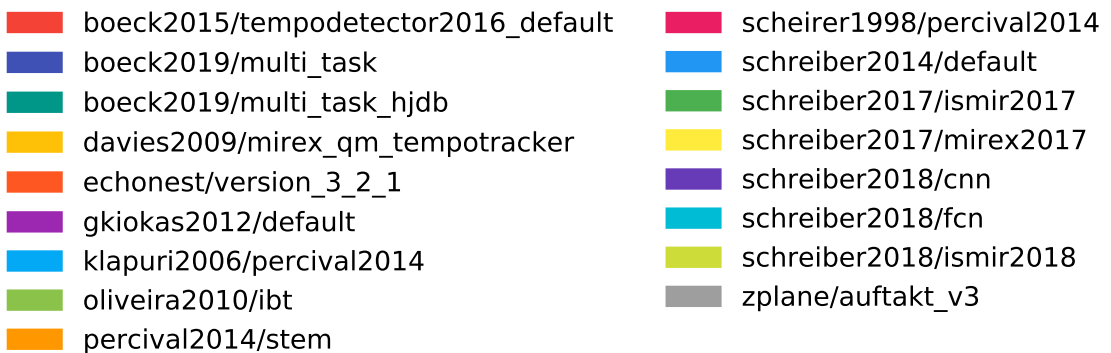 boeck2015/tempodetector2016_default
boeck2019/multi_task
boeck2019/multi_task_hjdb
davies2009/mirex_qm_tempotracker
echonest/version_3_2_1
gkiokas2012/default
klapuri2006/percival2014
oliveira2010/ibt
percival2014/stem
scheirer1998/percival2014
schreiber2014/default
schreiber2017/ismir2017
schreiber2017/mirex2017
schreiber2018/cnn
schreiber2018/fcn
schreiber2018/ismir2018
zplane/auftakt_v3